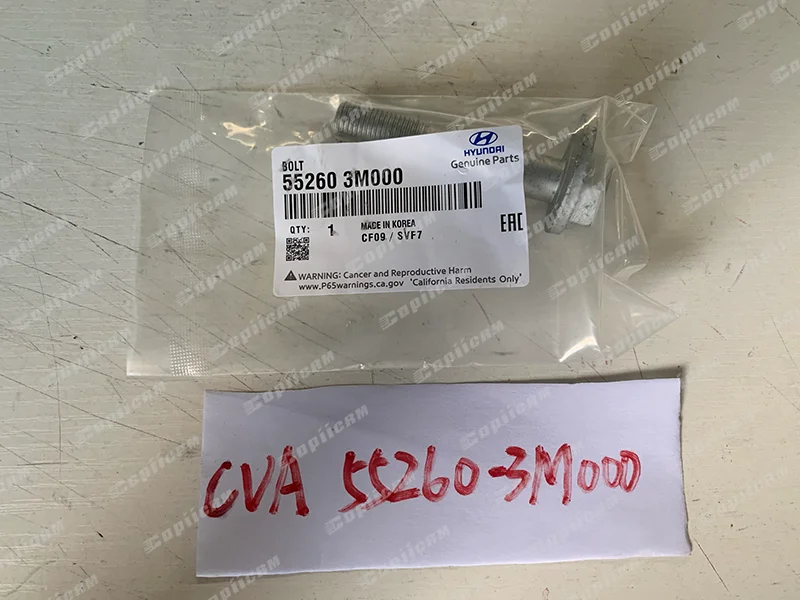 BOLT
55260 3M000
HYUNDAI
Genuine Parts
QTY: 1
MADE IN KOREA
CF09 / SVF7
EAC
WARNING: Cancer and Reproductive Harm
www.P65warnings.ca.gov "California Residents Only"
CVA 55260-3M000
CopiiCAM